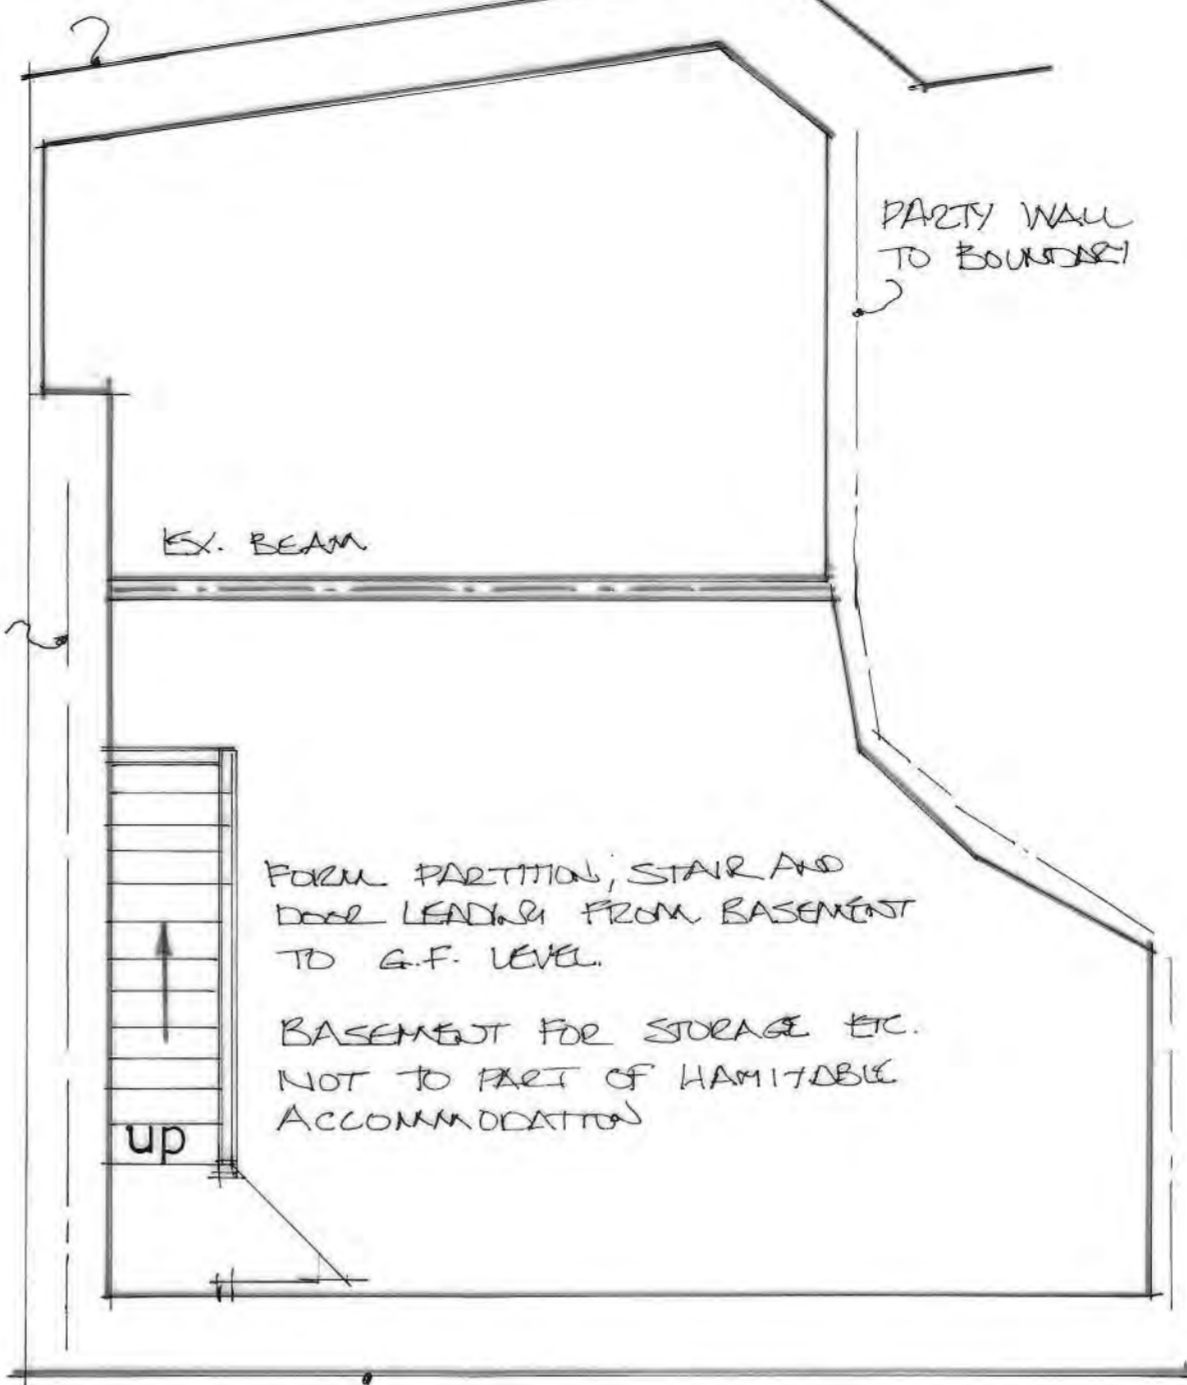 PARTY WALL
TO BOUNDARY
EX. BEAM
FORM PARTITION, STAIR AND
DOOR LEADING FROM BASEMENT
TO G.F. LEVEL.
BASEMENT FOR STORAGE ETC.
NOT TO PART OF HAMITABLE
ACCOMMODATION
up